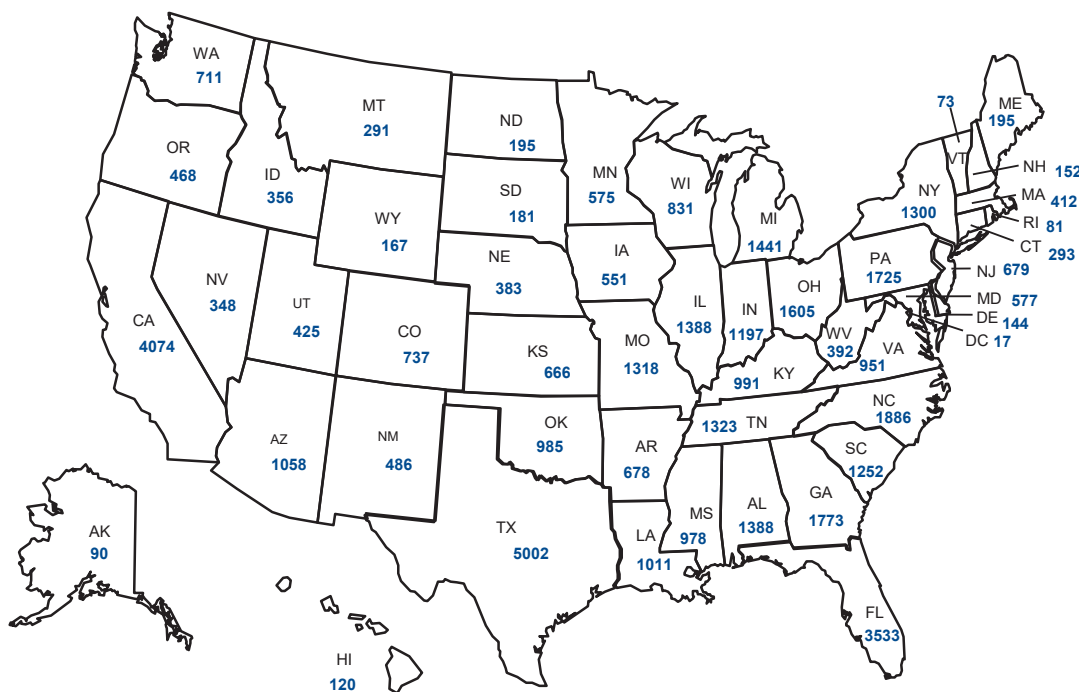 WA
711
MT
291
ND
195
MN
575
OR
468
ID
356
SD
181
WI
831
MI
1441
73
VT
ME
195
NH 152
MA 412
RI 81
CT 293
NY
1300
WY
167
NE
383
IA
551
PA
1725
NJ 679
MD 577
DE 144
DC 17
NV
348
UT
425
CO
737
KS
666
MO
1318
IL
1388
IN
1197
OH
1605
WV
392
VA
951
CA
4074
991 KY
NC
1886
AZ
1058
NM
486
OK
985
AR
678
1323 TN
SC
1252
TX
5002
LA
1011
MS
978
AL
1388
GA
1773
AK
90
FL
3533
HI
120